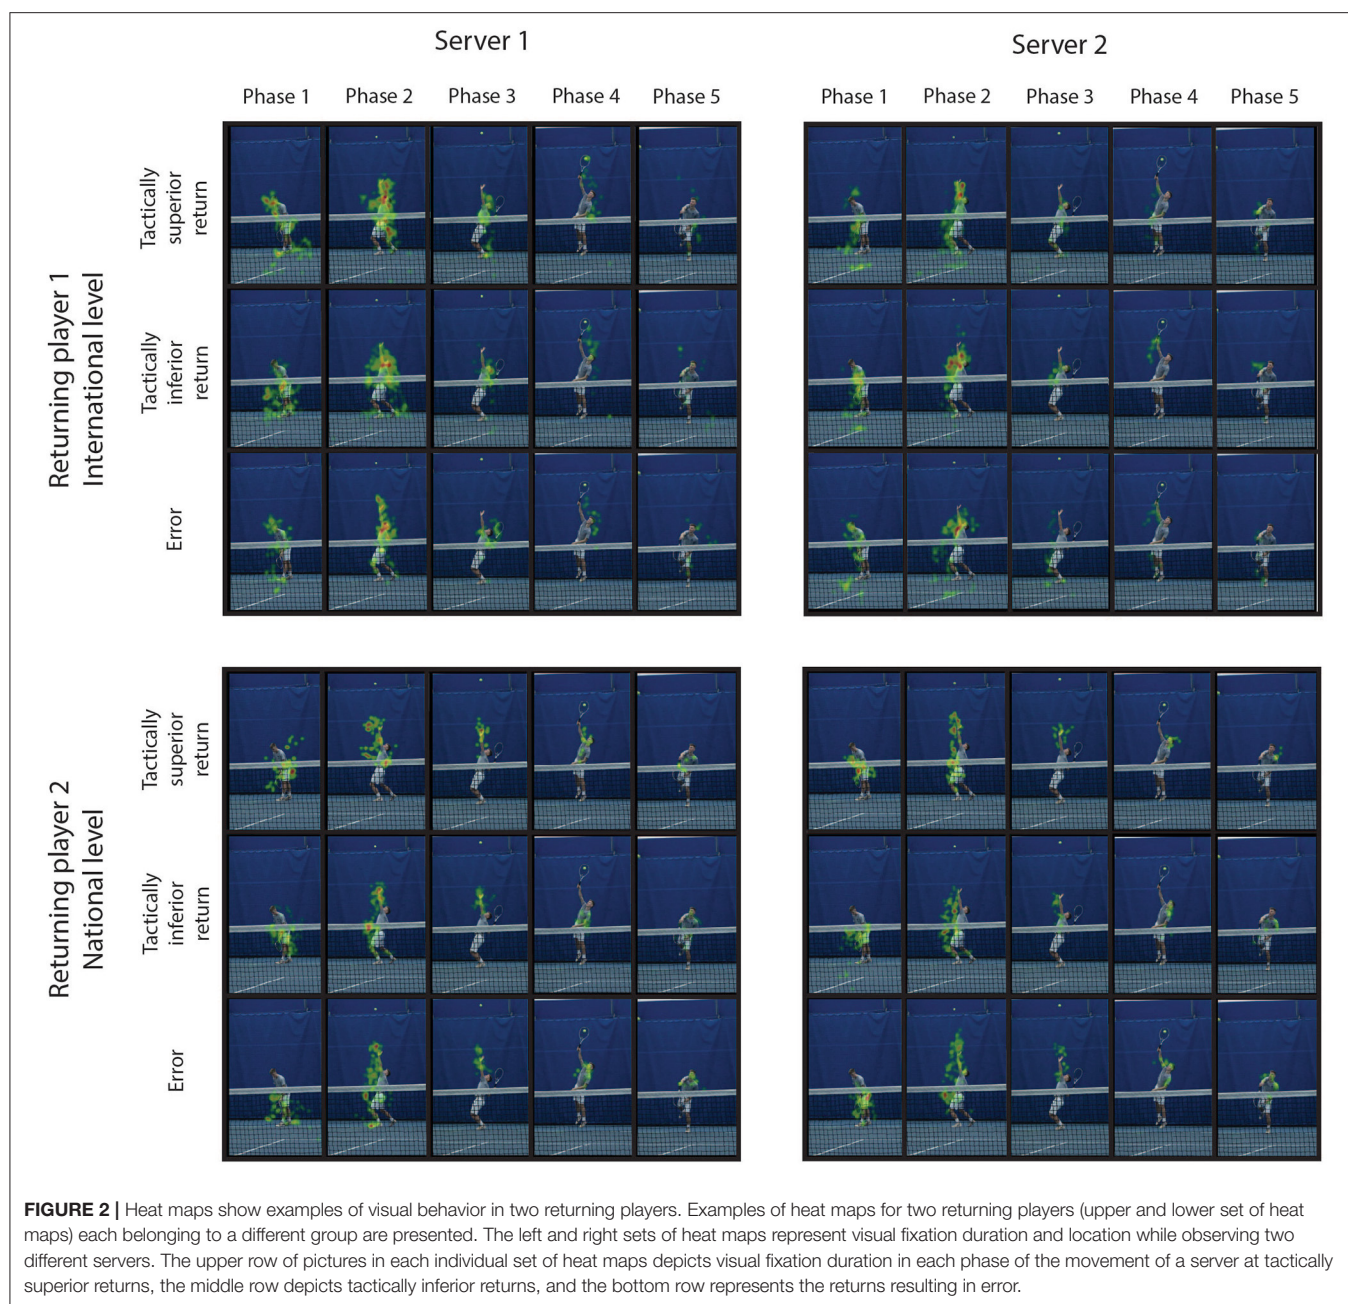 Server 1
Server 2
Phase 1 Phase 2 Phase 3 Phase 4 Phase 5
Phase 1 Phase 2 Phase 3 Phase 4 Phase 5
Returning player 1
International level
Tactically
superior
return
Tactically
inferior
return
Error
Returning player 2
National level
Tactically
superior
return
Tactically
inferior
return
Error
FIGURE 2 | Heat maps show examples of visual behavior in two returning players. Examples of heat maps for two returning players (upper and lower set of heat
maps) each belonging to a different group are presented. The left and right sets of heat maps represent visual fixation duration and location while observing two
different servers. The upper row of pictures in each individual set of heat maps depicts visual fixation duration in each phase of the movement of a server at tactically
superior returns, the middle row depicts tactically inferior returns, and the bottom row represents the returns resulting in error.